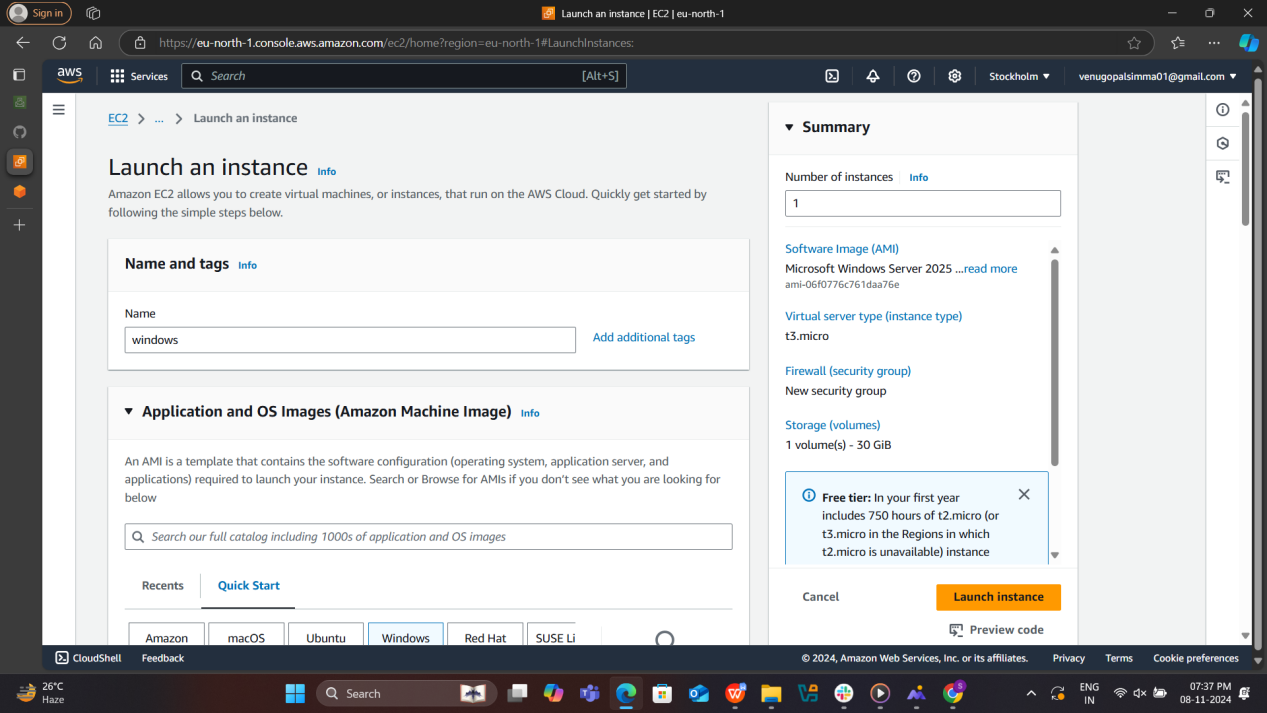 Sign in
Launch an instance | EC2 | eu-north-1
https://eu-north-1.console.aws.amazon.com/ec2/home?region=eu-north-1#LaunchInstances:
aws
Services
Search
[Alt+S]
Stockholm
venugopalsimma01@gmail.com
EC2
...
Launch an instance
Launch an instance Info
Amazon EC2 allows you to create virtual machines, or instances, that run on the AWS Cloud. Quickly get started by
following the simple steps below.
Name and tags Info
Name
windows
Add additional tags
Application and OS Images (Amazon Machine Image) Info
An AMI is a template that contains the software configuration (operating system, application server, and
applications) required to launch your instance. Search or Browse for AMIs if you don't see what you are looking for
below
Search our full catalog including 1000s of application and OS images
Recents
Quick Start
Amazon
macOS
Ubuntu
Windows
Red Hat
SUSE Li
Summary
Number of instances Info
1
Software Image (AMI)
Microsoft Windows Server 2025 ...read more
ami-06f0776c761daa76e
Virtual server type (instance type)
t3.micro
Firewall (security group)
New security group
Storage (volumes)
1 volume(s) - 30 GiB
Free tier: In your first year
includes 750 hours of t2.micro (or
t3.micro in the Regions in which
t2.micro is unavailable) instance
Cancel
Launch instance
Preview code
CloudShell
Feedback
© 2024, Amazon Web Services, Inc. or its affiliates.
Privacy
Terms
Cookie preferences
26°C
Haze
Search
ENG
IN
07:37 PM
08-11-2024